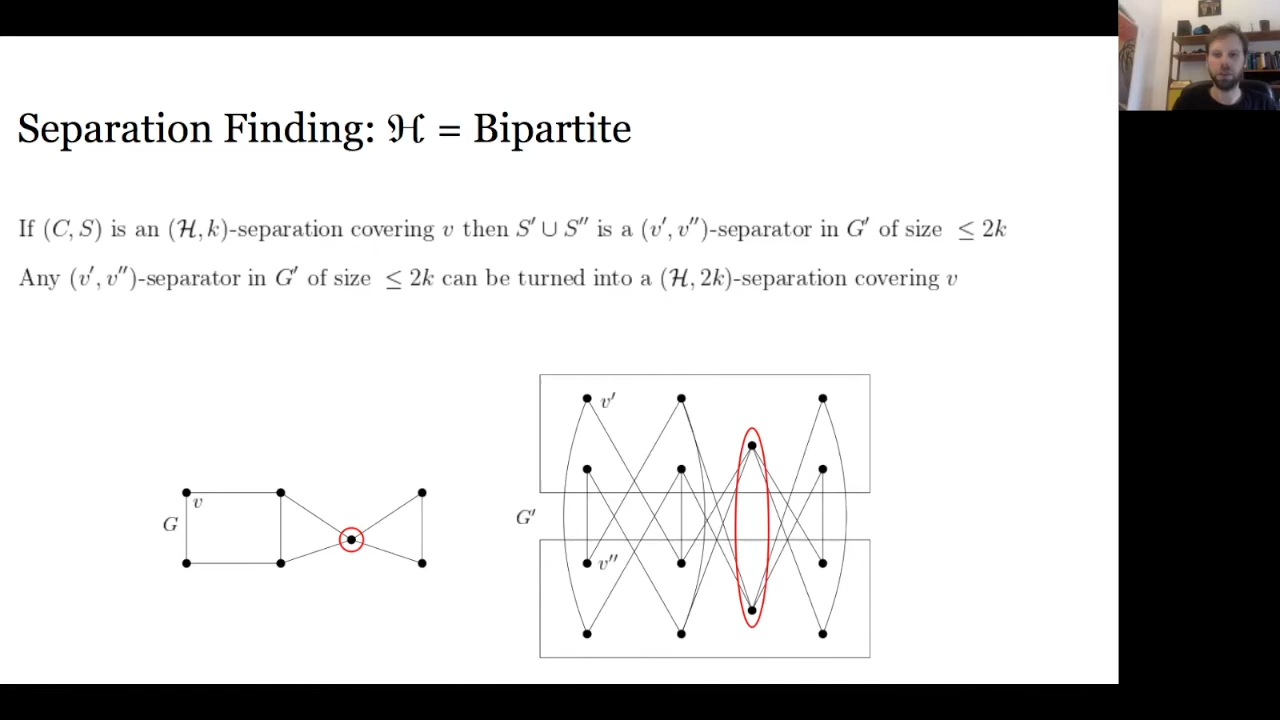 Separation Finding: ℌ = Bipartite
If (C, S) is an (𝓗, k)-separation covering v then S′ ∪ S″ is a (v′, v″)-separator in G′ of size ≤ 2k
Any (v′, v″)-separator in G′ of size ≤ 2k can be turned into a (𝓗, 2k)-separation covering v
v′
v
G
G′
v″